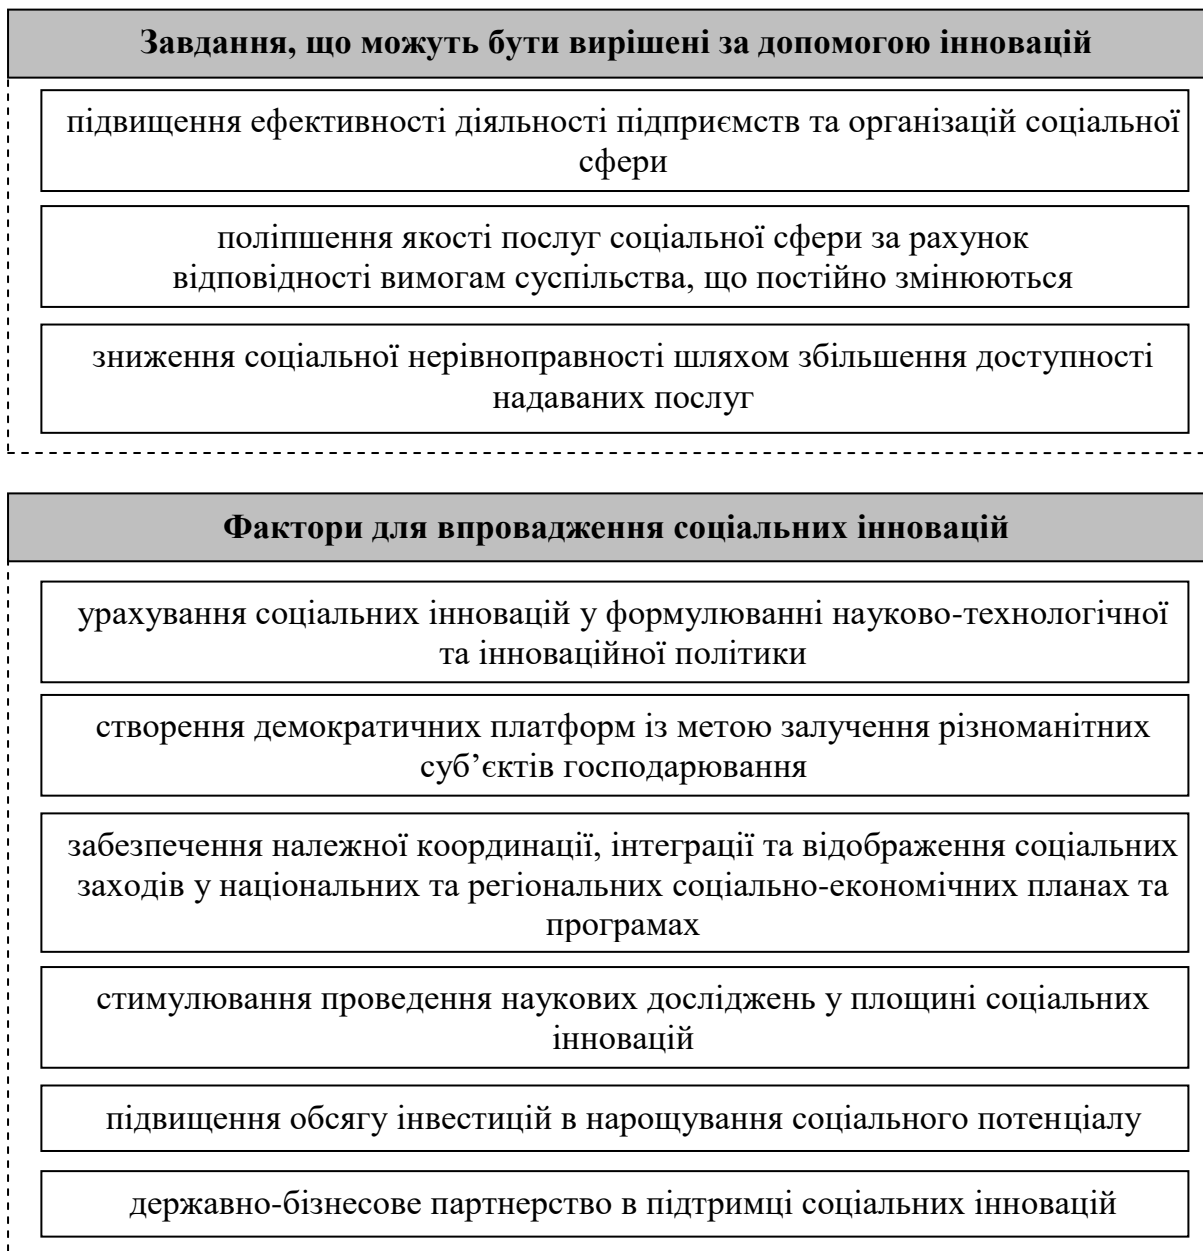 Завдання, що можуть бути вирішені за допомогою інновацій
підвищення ефективності діяльності підприємств та організацій соціальної
сфери
поліпшення якості послуг соціальної сфери за рахунок
відповідності вимогам суспільства, що постійно змінюються
зниження соціальної нерівноправності шляхом збільшення доступності
надаваних послуг
Фактори для впровадження соціальних інновацій
урахування соціальних інновацій у формулюванні науково-технологічної
та інноваційної політики
створення демократичних платформ із метою залучення різноманітних
суб’єктів господарювання
забезпечення належної координації, інтеграції та відображення соціальних
заходів у національних та регіональних соціально-економічних планах та
програмах
стимулювання проведення наукових досліджень у площині соціальних
інновацій
підвищення обсягу інвестицій в нарощування соціального потенціалу
державно-бізнесове партнерство в підтримці соціальних інновацій